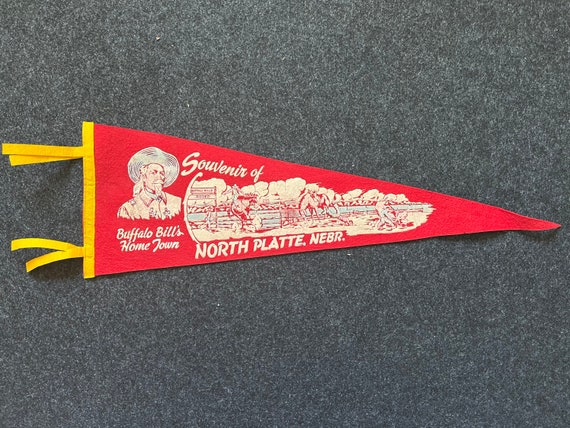 Souvenir of
Buffalo Bill's
Home Town
NORTH PLATTE, NEBR.